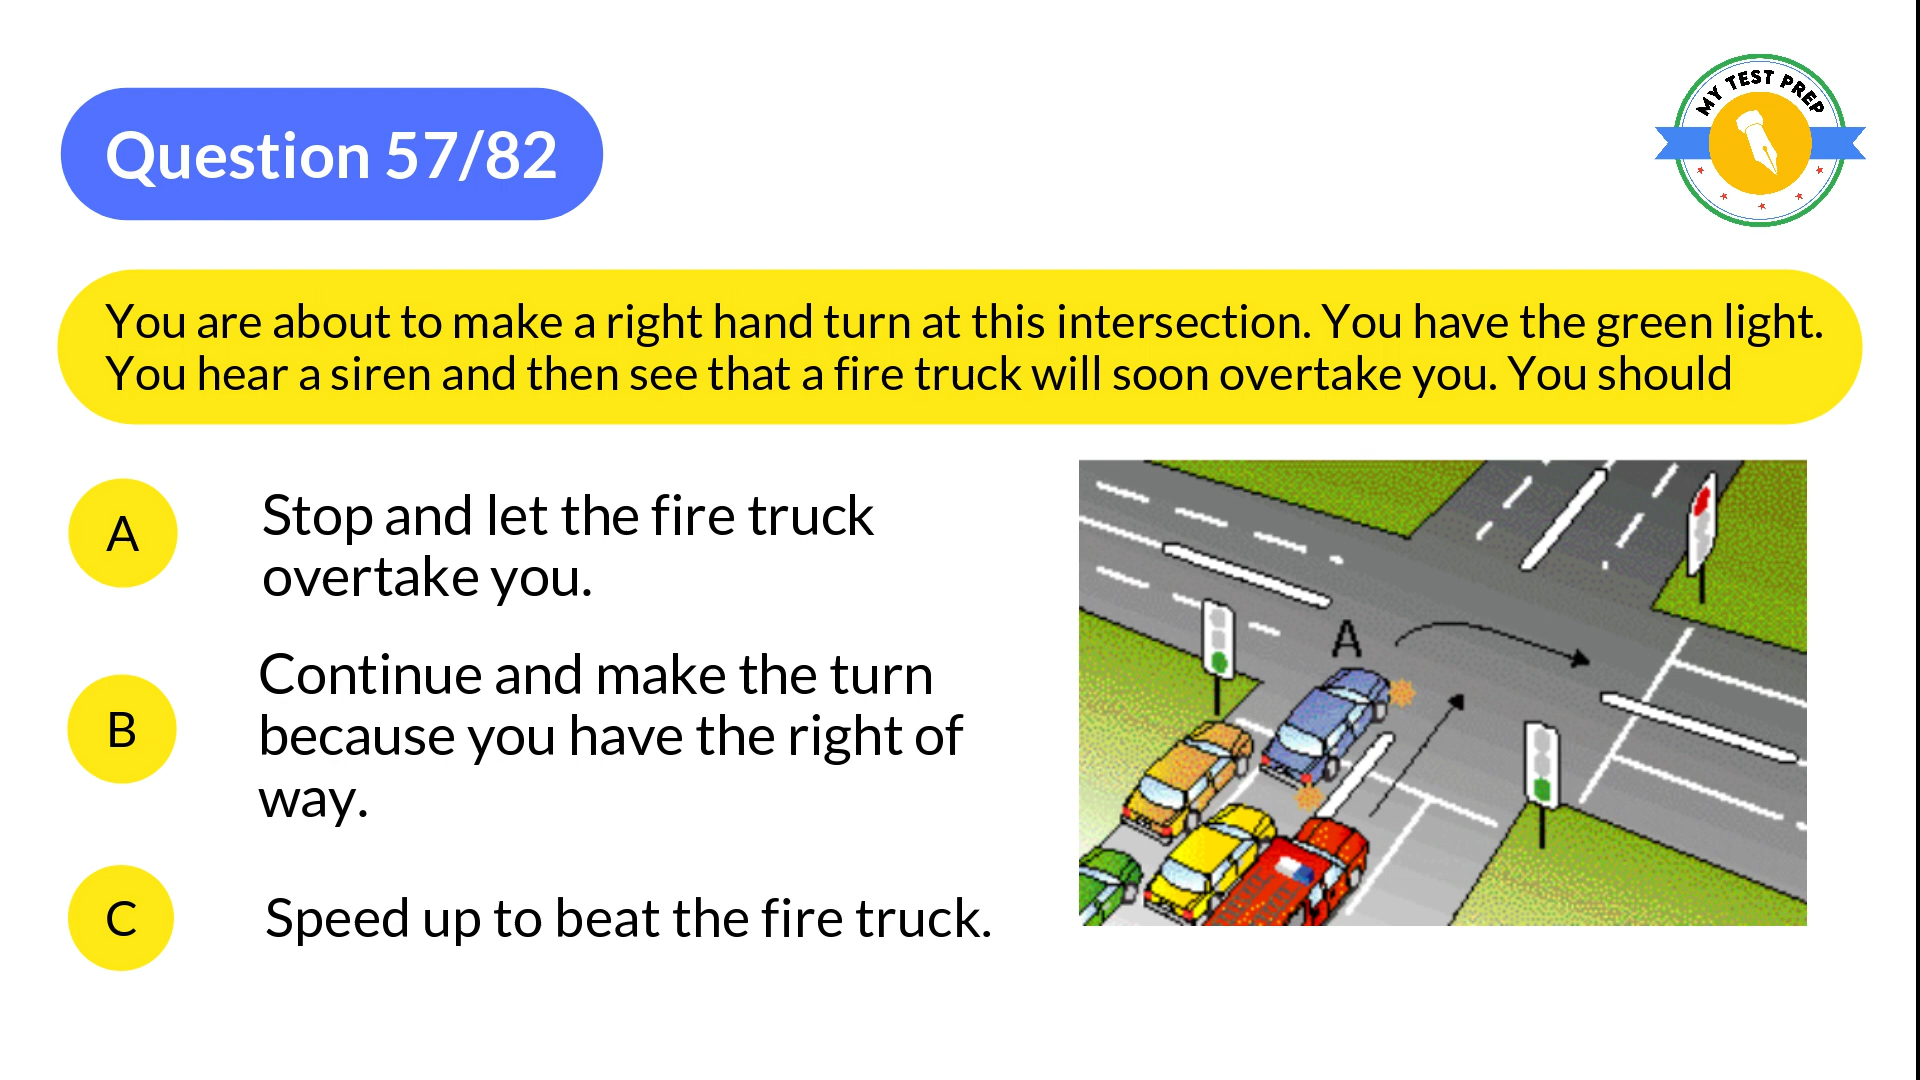 MY TEST PREP
Question 57/82
You are about to make a right hand turn at this intersection. You have the green light.
You hear a siren and then see that a fire truck will soon overtake you. You should
A
Stop and let the fire truck
overtake you.
B
Continue and make the turn
because you have the right of
way.
C
Speed up to beat the fire truck.
A